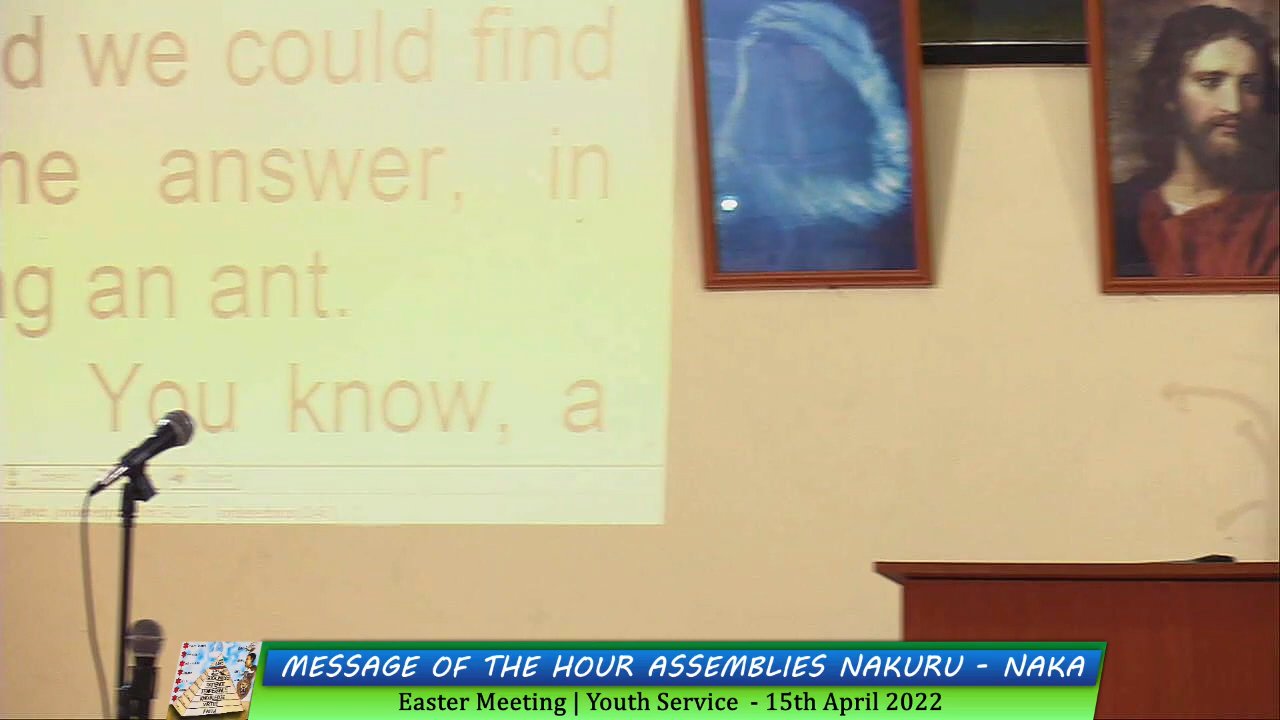 d we could find
ne answer, in
ng an ant.
You know, a
MESSAGE OF THE HOUR ASSEMBLIES NAKURU - NAKA
Easter Meeting | Youth Service - 15th April 2022